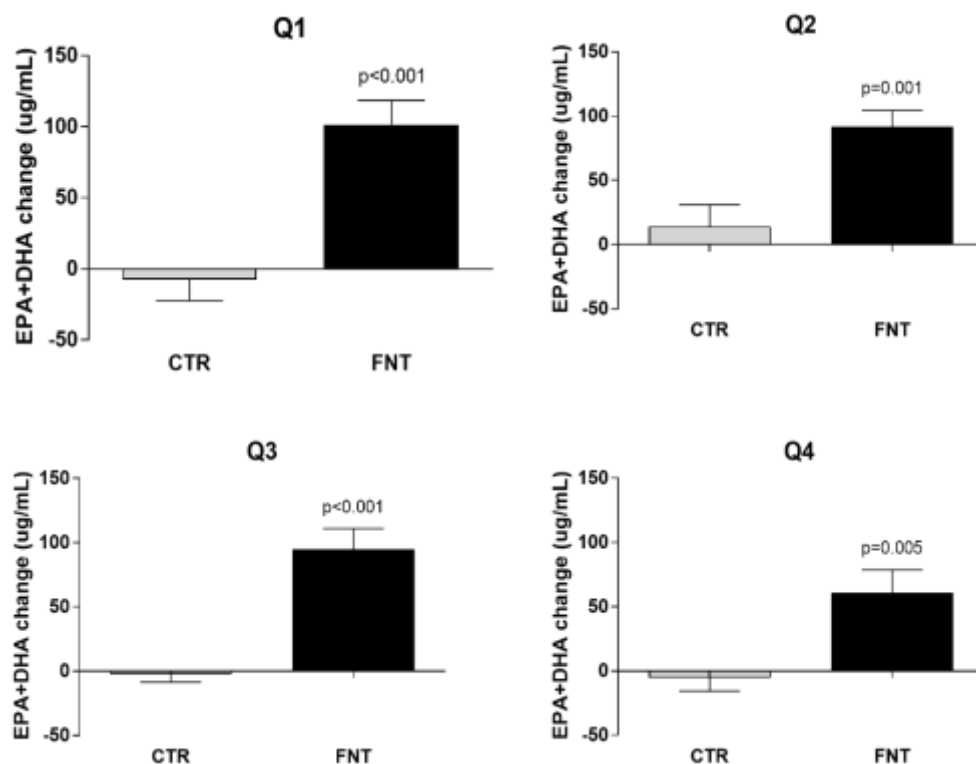 Q1
EPA+DHA change (ug/mL)
150
100
50
0
-50
p<0.001
CTR
FNT
Q2
EPA+DHA change (ug/mL)
150
100
50
0
-50
p=0.001
CTR
FNT
Q3
EPA+DHA change (ug/mL)
150
100
50
0
-50
p<0.001
CTR
FNT
Q4
EPA+DHA change (ug/mL)
150
100
50
0
-50
p=0.005
CTR
FNT